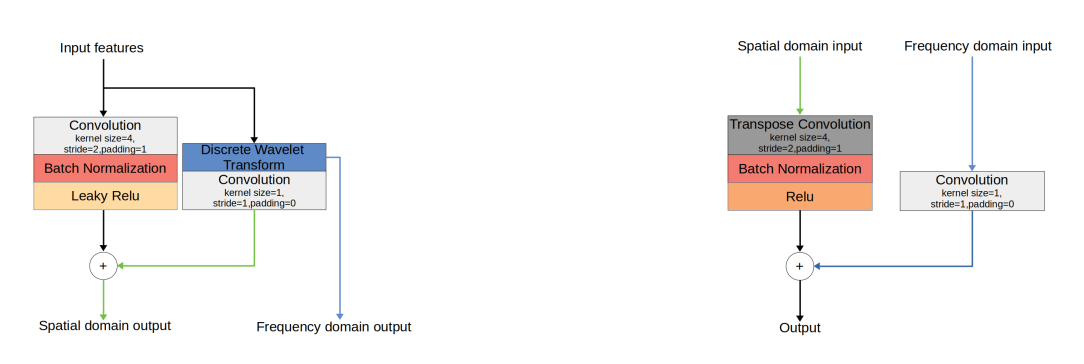 Input features
Convolution
kernel size=4,
stride=2,padding=1
Batch Normalization
Leaky Relu
Discrete Wavelet
Transform
Convolution
kernel size=1,
stride=1,padding=0
+
Spatial domain output
Frequency domain output
Spatial domain input
Frequency domain input
Transpose Convolution
kernel size=4,
stride=2,padding=1
Batch Normalization
Relu
Convolution
kernel size=1,
stride=1,padding=0
+
Output